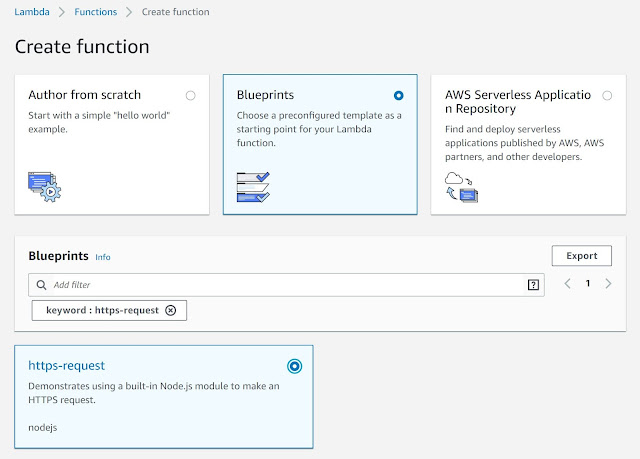 Lambda > Functions > Create function
Create function
Author from scratch
Start with a simple "hello world"
example.
Blueprints
Choose a preconfigured template as a
starting point for your Lambda
function.
AWS Serverless Applicatio
n Repository
Find and deploy serverless
applications published by AWS, AWS
partners, and other developers.
Blueprints Info
Export
Add filter
?
< 1 >
keyword : https-request
https-request
Demonstrates using a built-in Node.js module to make an
HTTPS request.
nodejs